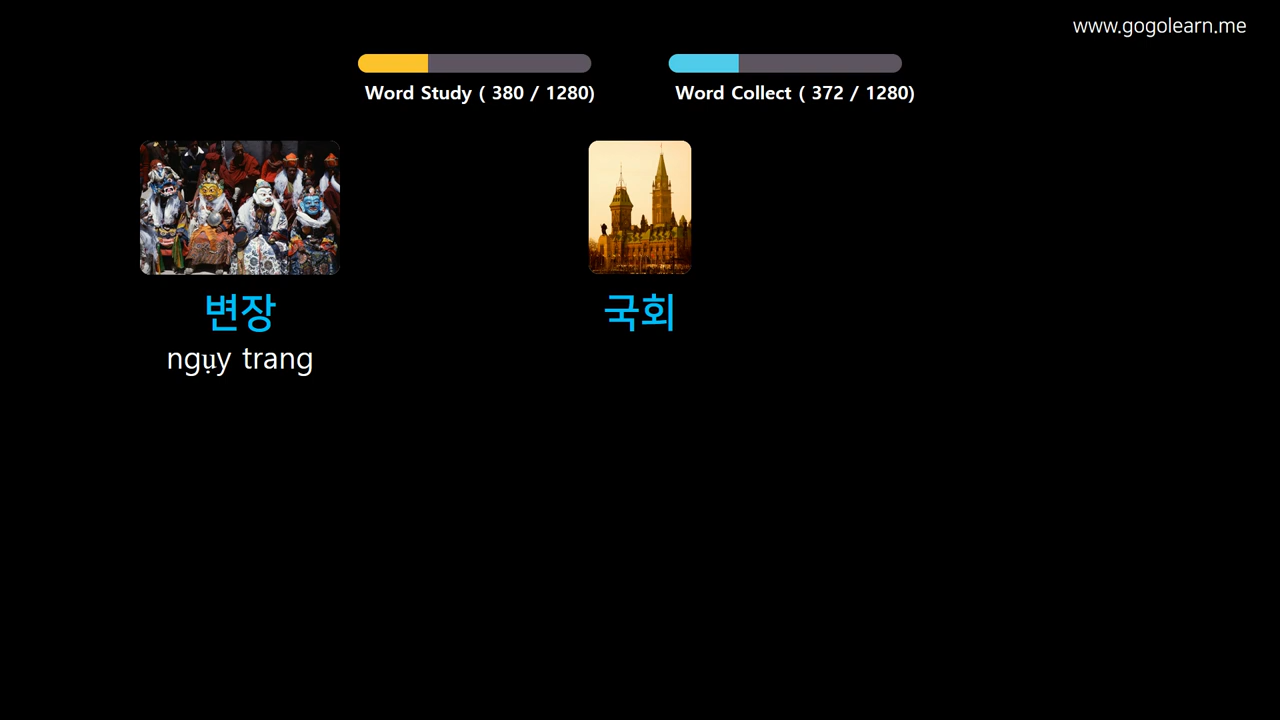 www.gogolearn.me
Word Study ( 380 / 1280)
Word Collect ( 372 / 1280)
변장
국회
ngụy trang